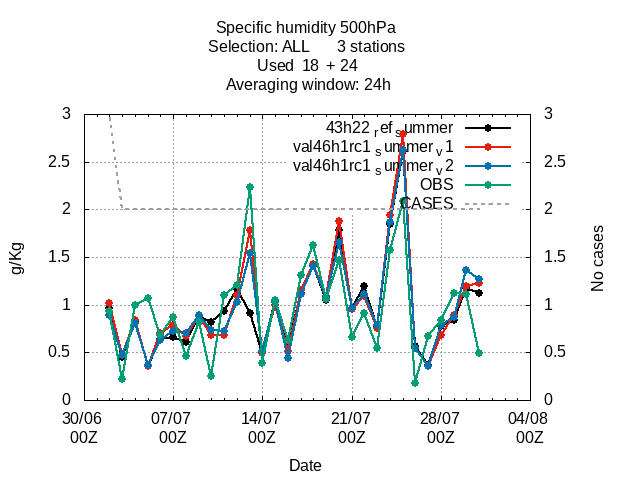 Specific humidity 500hPa
Selection: ALL 3 stations
Used 18 + 24
Averaging window: 24h
3 3
43h22 ref summer
val46h1rc1 summer v1
2.5 2.5
val46h1rc1 summer v2
OBS
CASES
2 2
g/Kg
No cases
1.5 1.5
1 1
0.5 0.5
0 0
30/06 07/07 14/07 21/07 28/07 04/08
00Z 00Z 00Z 00Z 00Z 00Z
Date